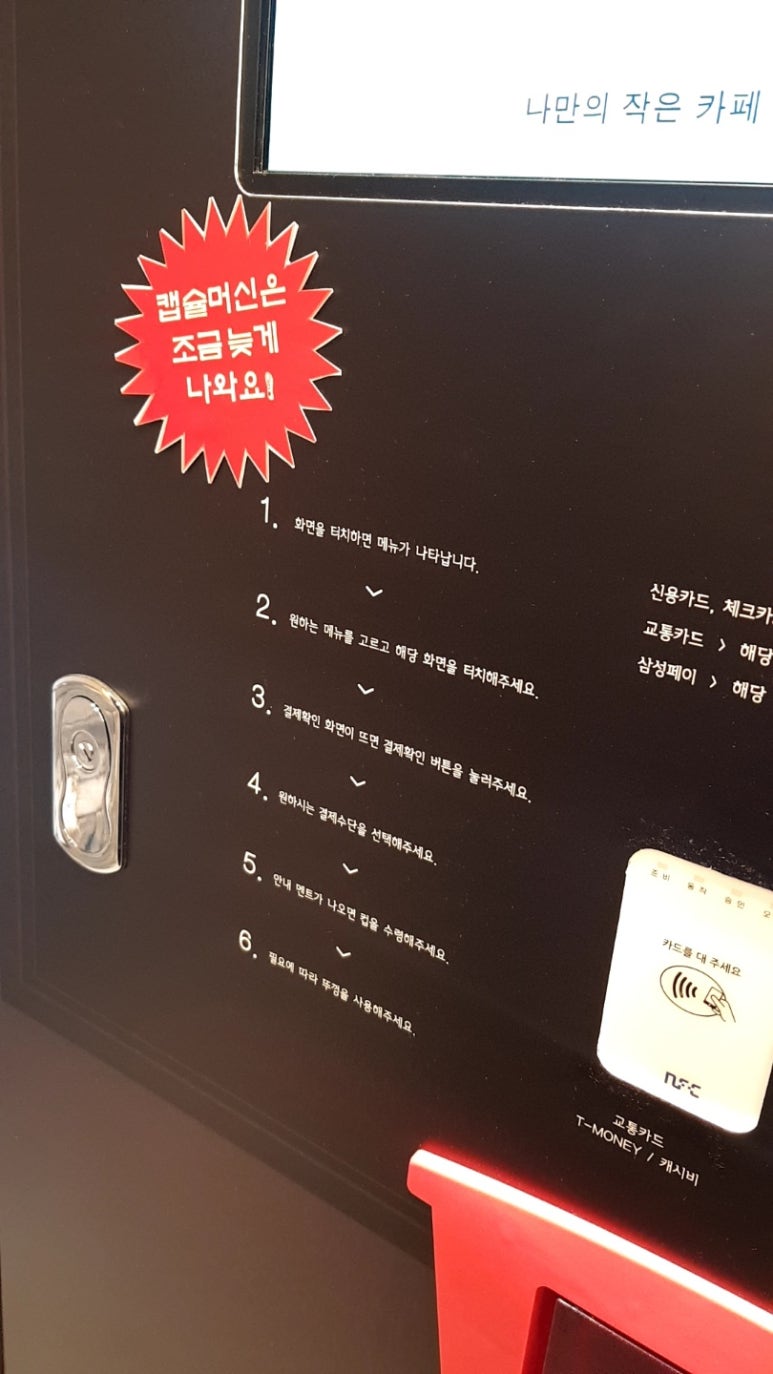 나만의 작은 카페
캡슐머신은
조금 늦게
나와요!
1. 화면을 터치하면 메뉴가 나타납니다.
2. 원하는 메뉴를 고르고 해당 화면을 터치해주세요.
3. 결제확인 화면이 뜨면 결제확인 버튼을 눌러주세요.
4. 원하시는 결제수단을 선택해주세요.
5. 안내 멘트가 나오면 컵을 수령해주세요.
6. 필요에 따라 뚜껑을 사용해주세요.
신용카드, 체크카
교통카드 > 해당
삼성페이 > 해당
조비 동작 승인 오
카드를 대 주세요
NFC
교통카드
T-MONEY / 캐시비